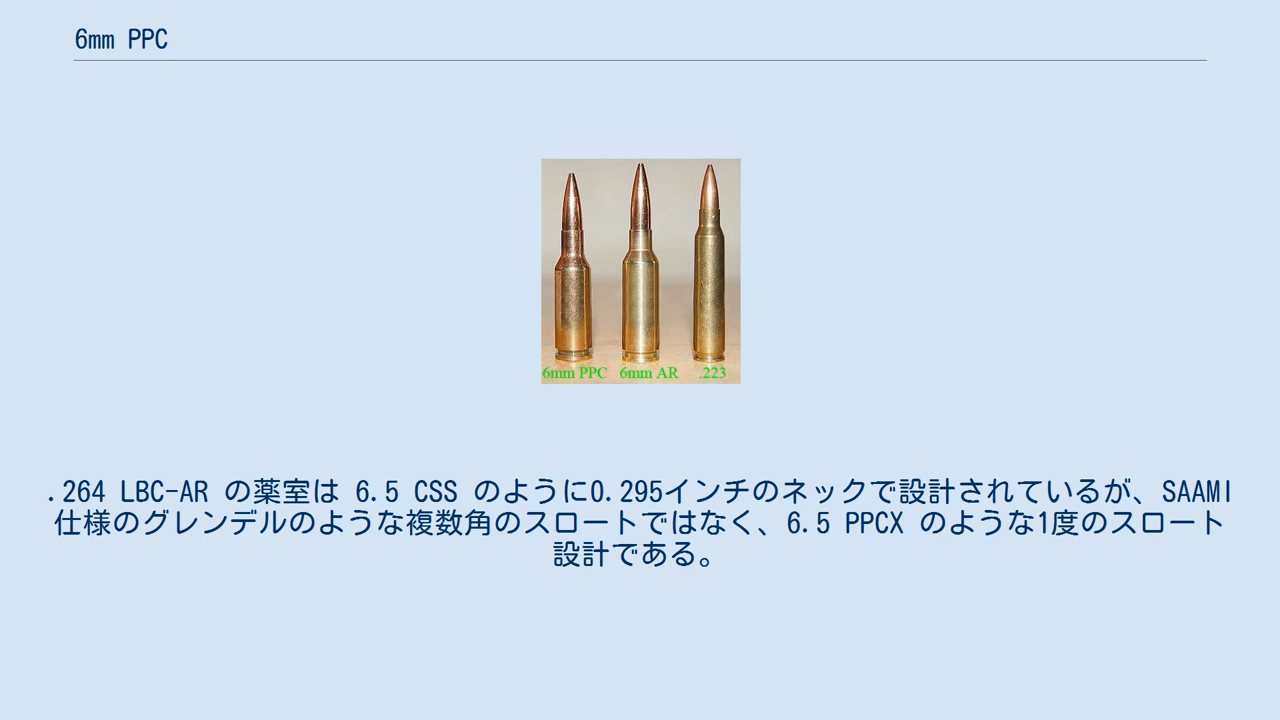 6mm PPC
6mm PPC 6mm AR .223
.264 LBC-AR の薬室は 6.5 CSS のように0.295インチのネックで設計されているが、SAAMI
仕様のグレンデルのような複数角のスロートではなく、6.5 PPCX のような1度のスロート
設計である。